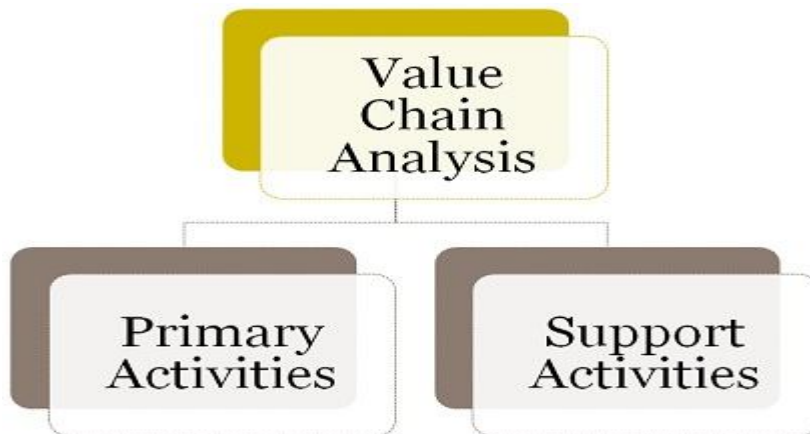 Value
Chain
Analysis
Primary
Activities
Support
Activities